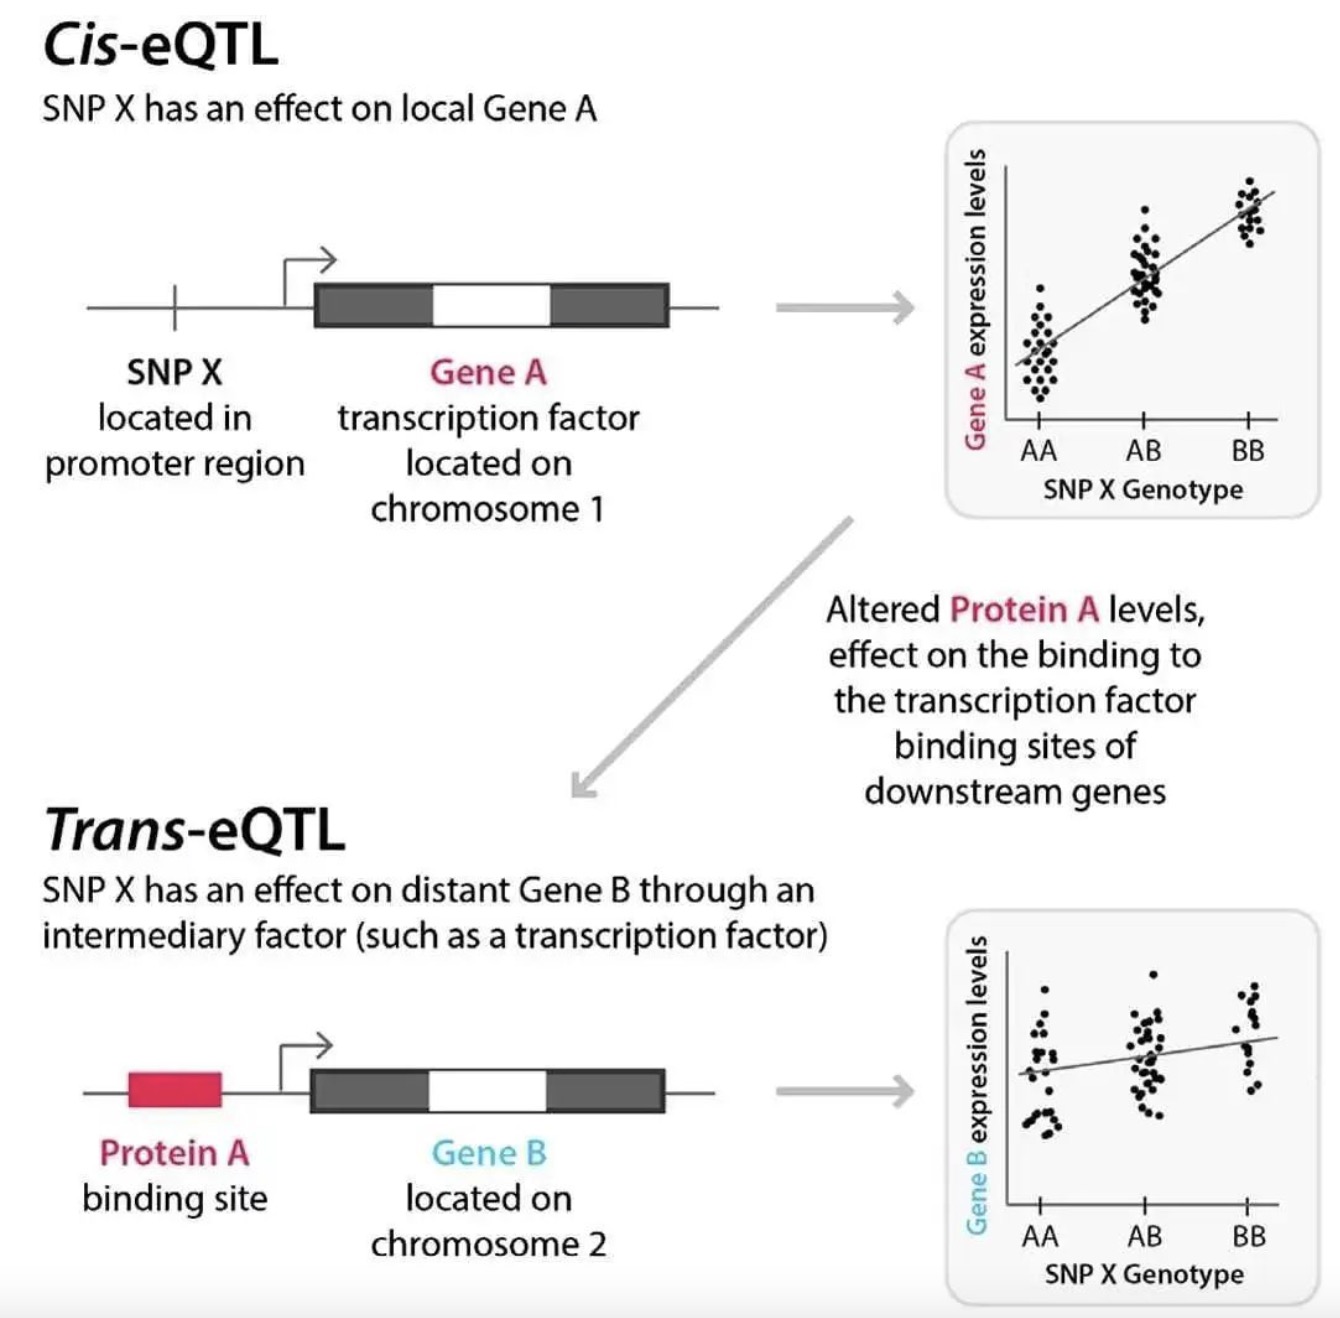 Cis-eQTL
SNP X has an effect on local Gene A
SNP X
located in
promoter region
Gene A
transcription factor
located on
chromosome 1
Gene A expression levels
AA AB BB
SNP X Genotype
Altered Protein A levels,
effect on the binding to
the transcription factor
binding sites of
downstream genes
Trans-eQTL
SNP X has an effect on distant Gene B through an
intermediary factor (such as a transcription factor)
Protein A
binding site
Gene B
located on
chromosome 2
Gene B expression levels
AA AB BB
SNP X Genotype